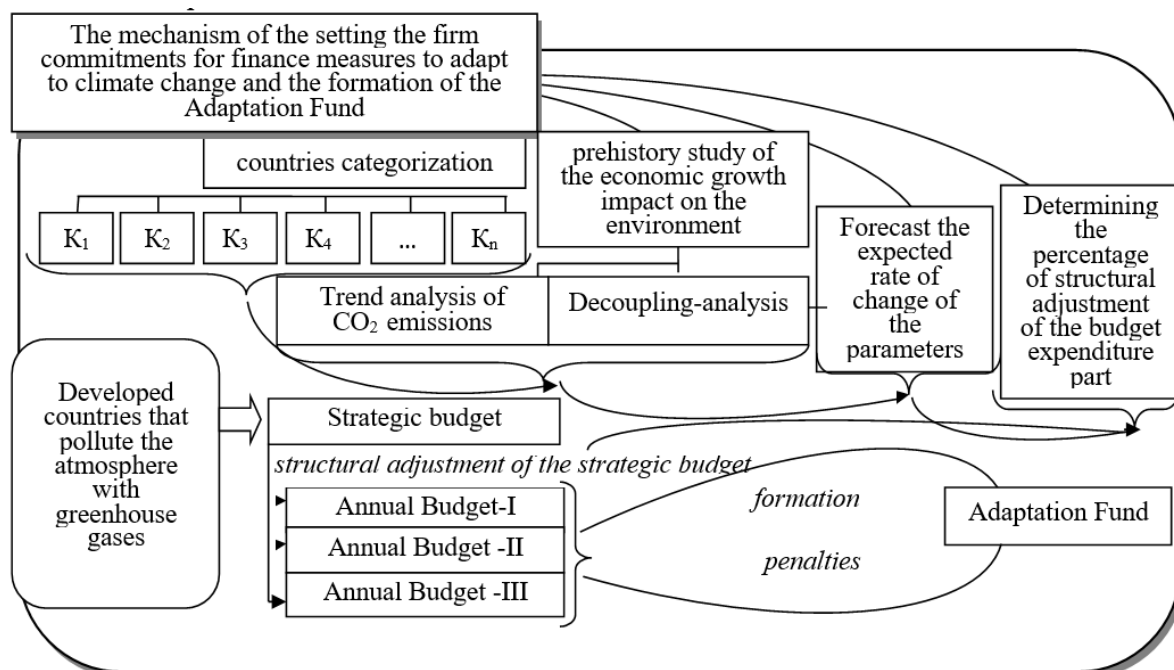 The mechanism of the setting the firm
commitments for finance measures to adapt
to climate change and the formation of the
Adaptation Fund
countries categorization
K₁
K₂
K₃
K₄
...
Kₙ
prehistory study of
the economic growth
impact on the
environment
Trend analysis of
CO₂ emissions
Decoupling-analysis
Forecast the
expected
rate of
change of
the
parameters
Determining
the
percentage
of structural
adjustment
of the budget
expenditure
part
Developed
countries that
pollute the
atmosphere
with
greenhouse
gases
Strategic budget
structural adjustment of the strategic budget
Annual Budget-I
Annual Budget -II
Annual Budget -III
formation
penalties
Adaptation Fund